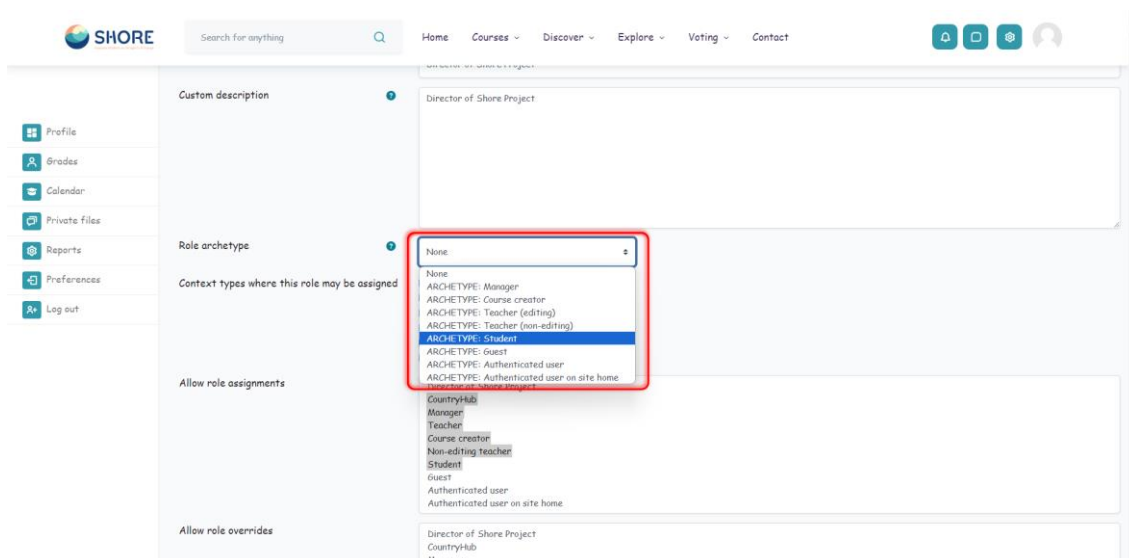 SHORE
Search for anything
Home Courses Discover Explore Voting Contact
Custom description
Director of Shore Project
Profile
Grades
Calendar
Private files
Reports
Preferences
Log out
Role archetype
None
None
ARCHETYPE: Manager
ARCHETYPE: Course creator
ARCHETYPE: Teacher (editing)
ARCHETYPE: Teacher (non-editing)
ARCHETYPE: Student
ARCHETYPE: Guest
ARCHETYPE: Authenticated user
ARCHETYPE: Authenticated user on site home
Context types where this role may be assigned
Allow role assignments
Director of Shore Project
CountryHub
Manager
Teacher
Course creator
Non-editing teacher
Student
Guest
Authenticated user
Authenticated user on site home
Allow role overrides
Director of Shore Project
CountryHub